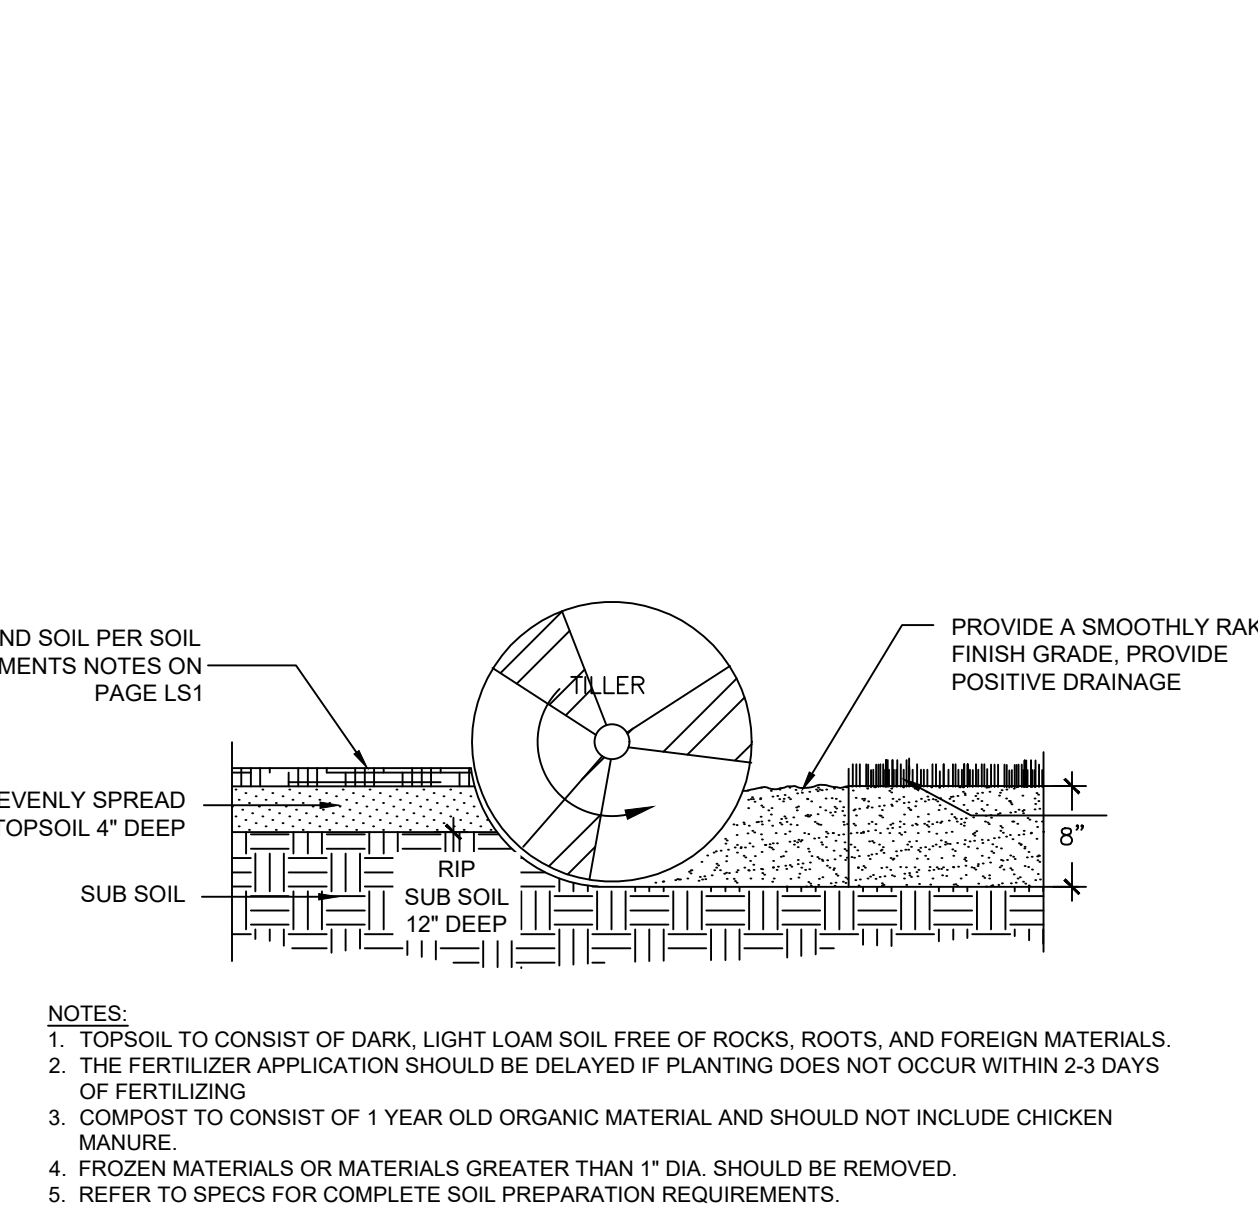 ND SOIL PER SOIL
MENTS NOTES ON
PAGE LS1
EVENLY SPREAD
TOPSOIL 4" DEEP
SUB SOIL
TILLER
RIP
SUB SOIL
12" DEEP
PROVIDE A SMOOTHLY RAK
FINISH GRADE, PROVIDE
POSITIVE DRAINAGE
8"
NOTES:
1. TOPSOIL TO CONSIST OF DARK, LIGHT LOAM SOIL FREE OF ROCKS, ROOTS, AND FOREIGN MATERIALS.
2. THE FERTILIZER APPLICATION SHOULD BE DELAYED IF PLANTING DOES NOT OCCUR WITHIN 2-3 DAYS
OF FERTILIZING
3. COMPOST TO CONSIST OF 1 YEAR OLD ORGANIC MATERIAL AND SHOULD NOT INCLUDE CHICKEN
MANURE.
4. FROZEN MATERIALS OR MATERIALS GREATER THAN 1" DIA. SHOULD BE REMOVED.
5. REFER TO SPECS FOR COMPLETE SOIL PREPARATION REQUIREMENTS.